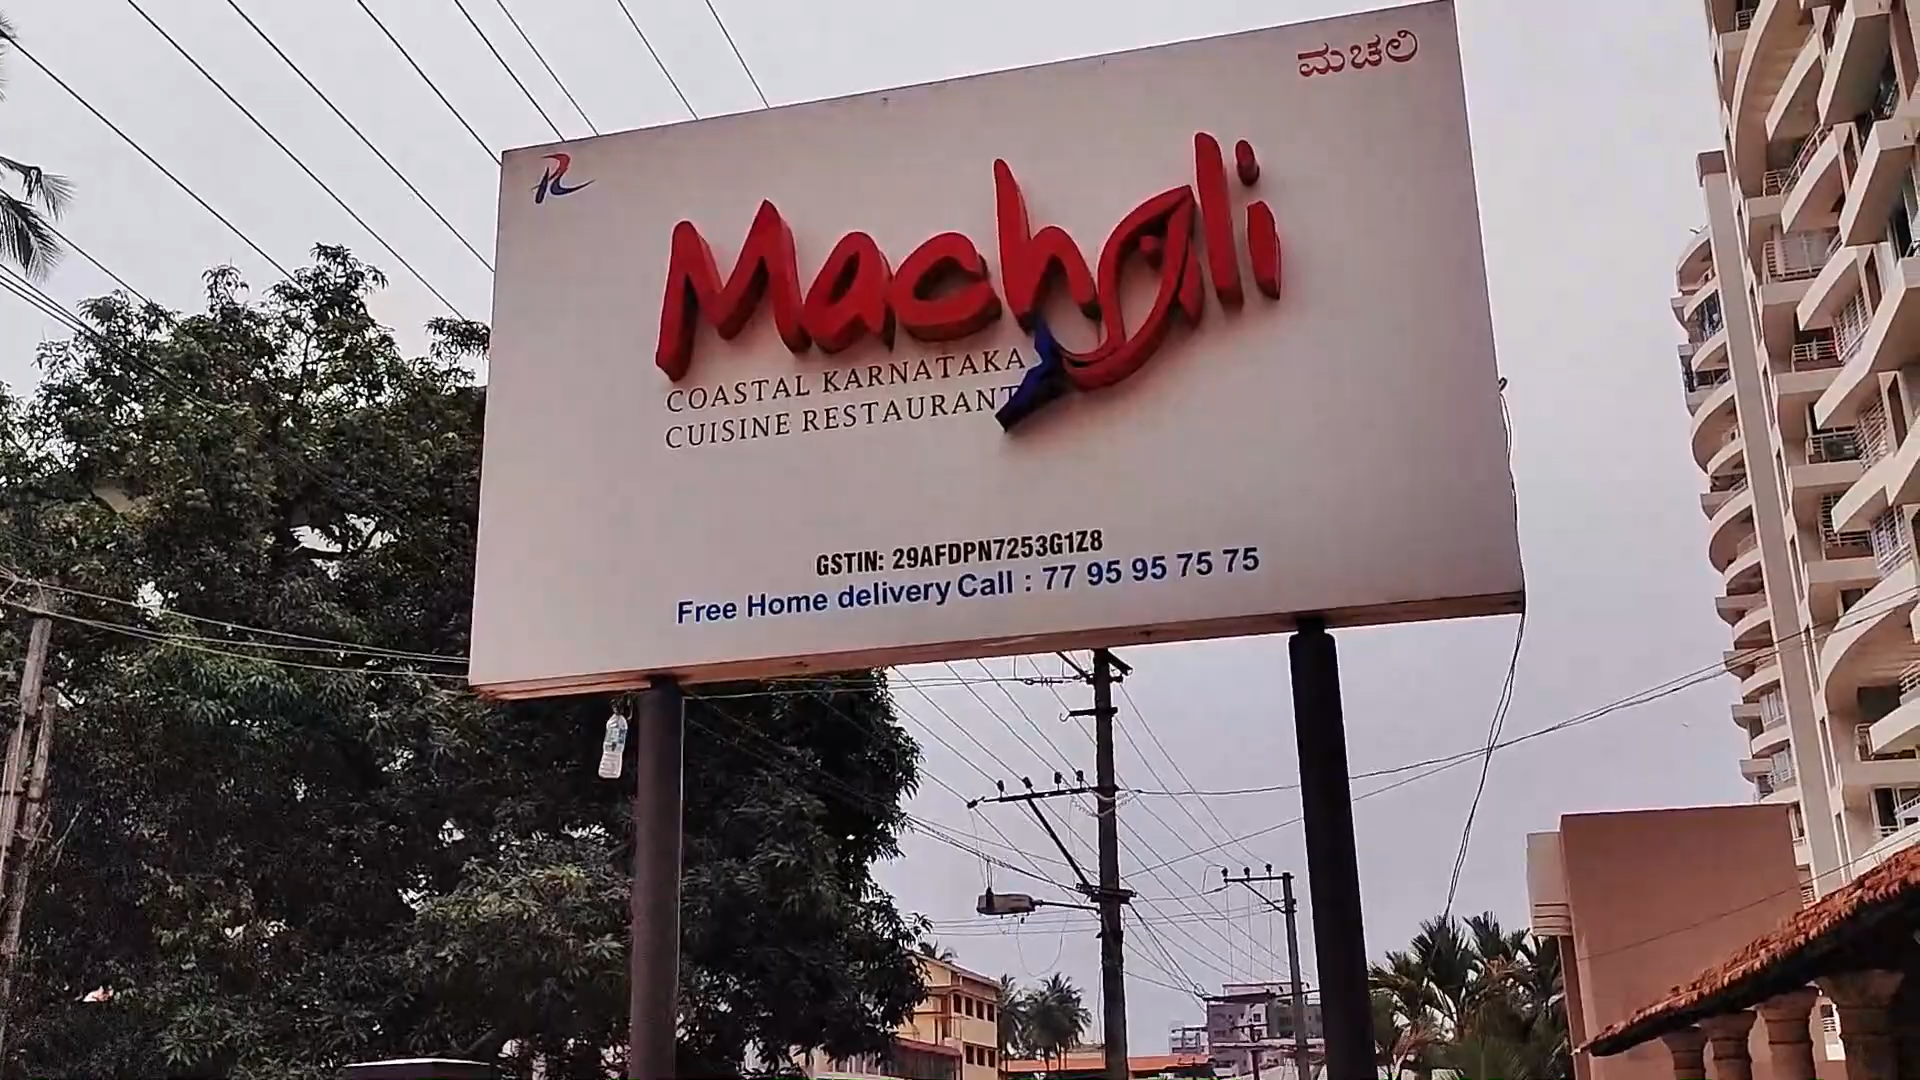 ಮಚಲಿ
Machali
COASTAL KARNATAKA
CUISINE RESTAURANT
GSTIN: 29AFDPN7253G1Z8
Free Home delivery Call : 77 95 95 75 75